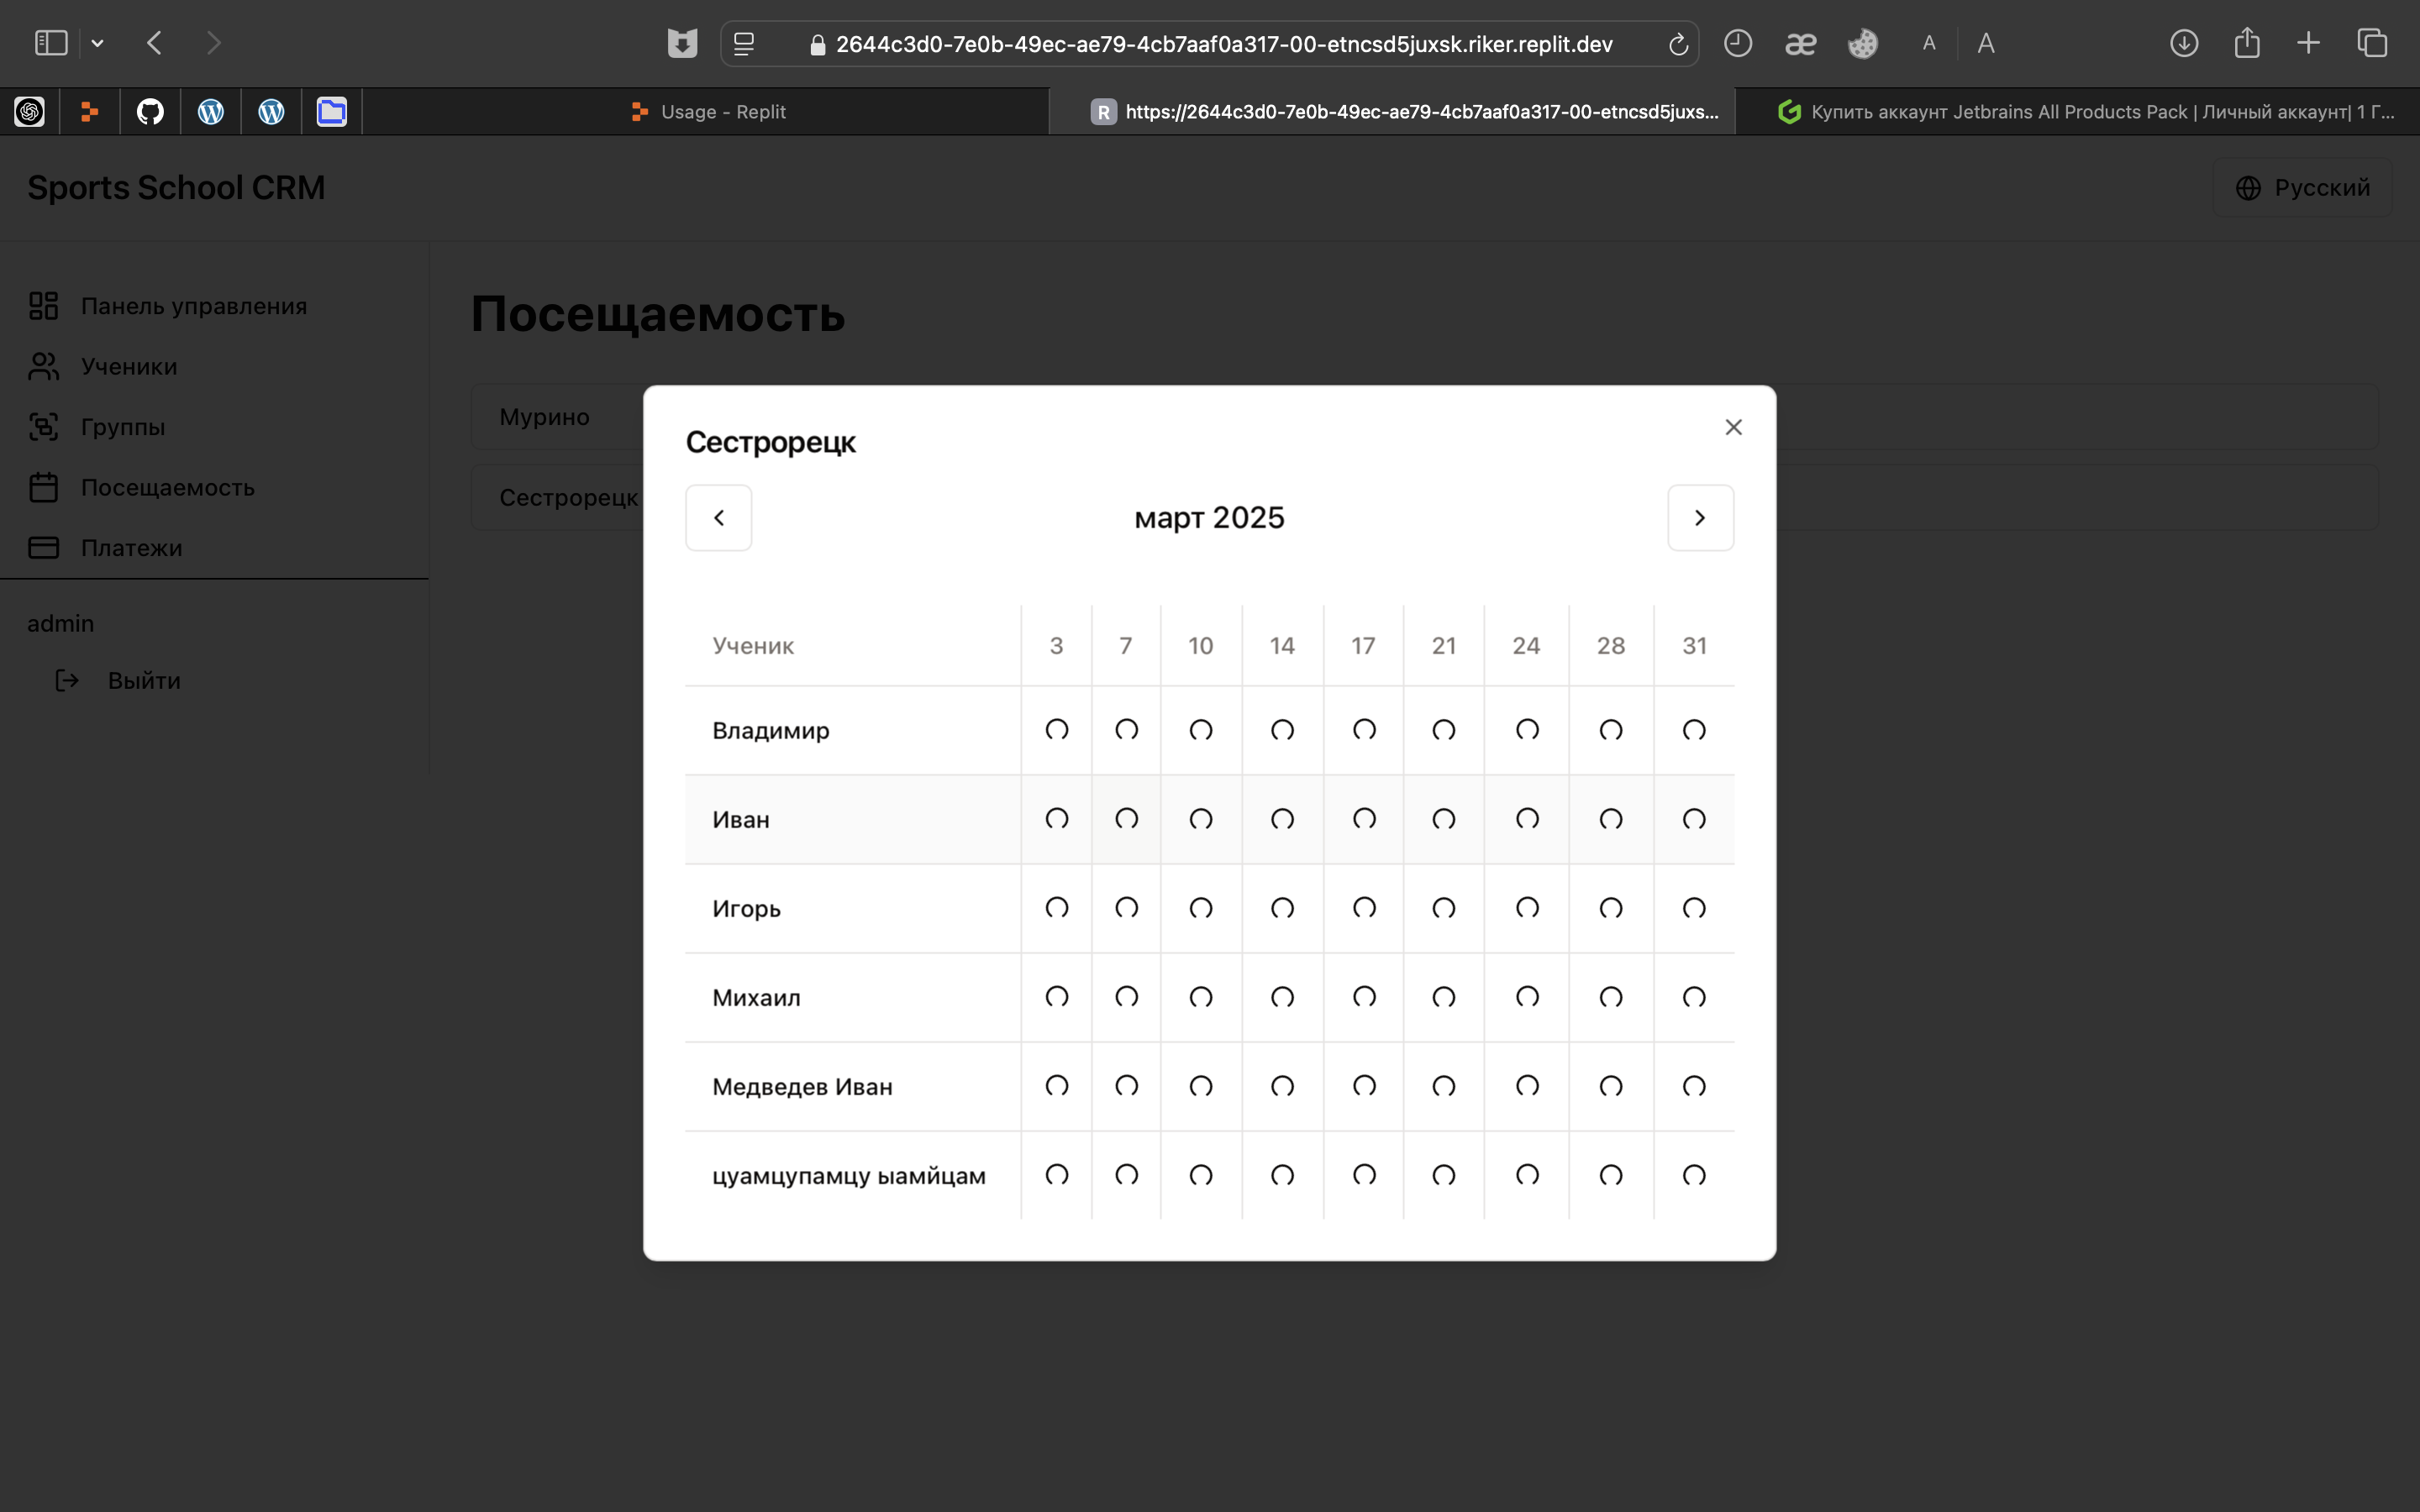 2644c3d0-7e0b-49ec-ae79-4cb7aaf0a317-00-etncsd5juxsk.riker.replit.dev
æ A A
Usage - Replit
R https://2644c3d0-7e0b-49ec-ae79-4cb7aaf0a317-00-etncsd5juxs...
Купить аккаунт Jetbrains All Products Pack | Личный аккаунт| 1 Г...
Sports School CRM
Русский
Панель управления
Ученики
Группы
Посещаемость
Платежи
admin
Выйти
Посещаемость
Мурино
Сестрорецк
Сестрорецк
март 2025
Ученик 3 7 10 14 17 21 24 28 31
Владимир
Иван
Игорь
Михаил
Медведев Иван
цуамцупамцу ыамйцам